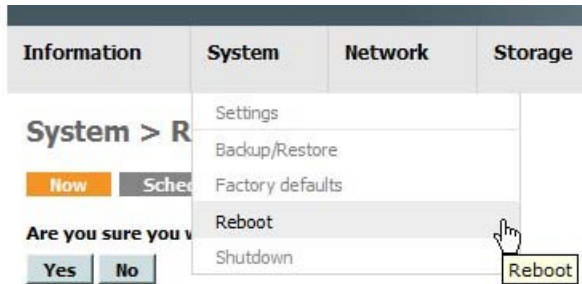 Information System Network Storage
Settings
System > R
Backup/Restore
Now Sched Factory defaults
Reboot
Are you sure you w
Shutdown
Yes No Reboot